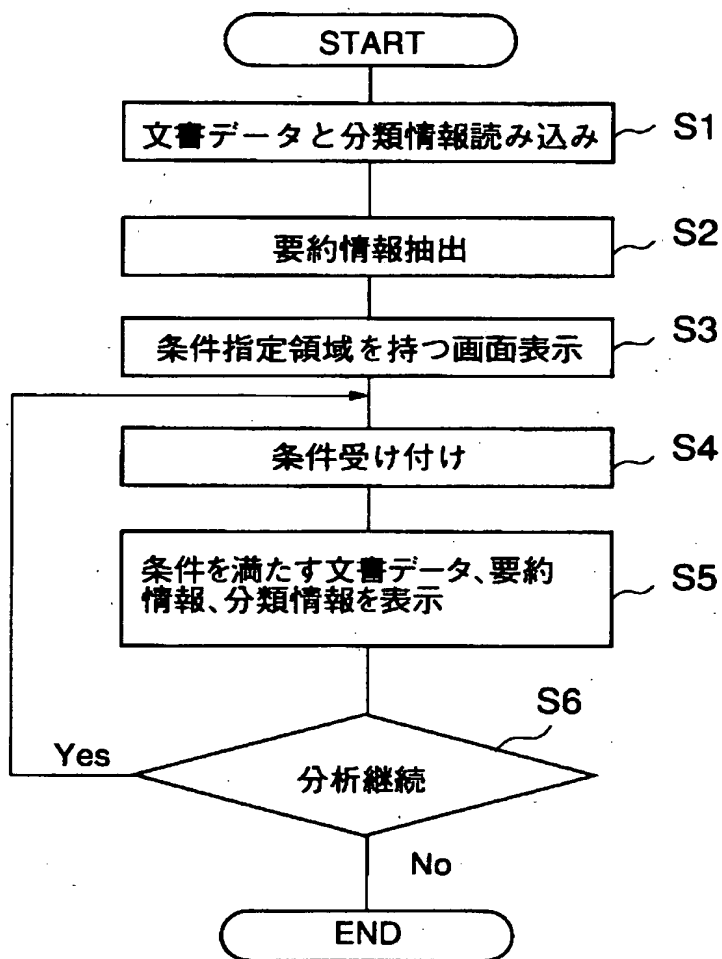 START
文書データと分類情報読み込み
S1
要約情報抽出
S2
条件指定領域を持つ画面表示
S3
条件受け付け
S4
条件を満たす文書データ、要約
情報、分類情報を表示
S5
S6
Yes
分析継続
No
END